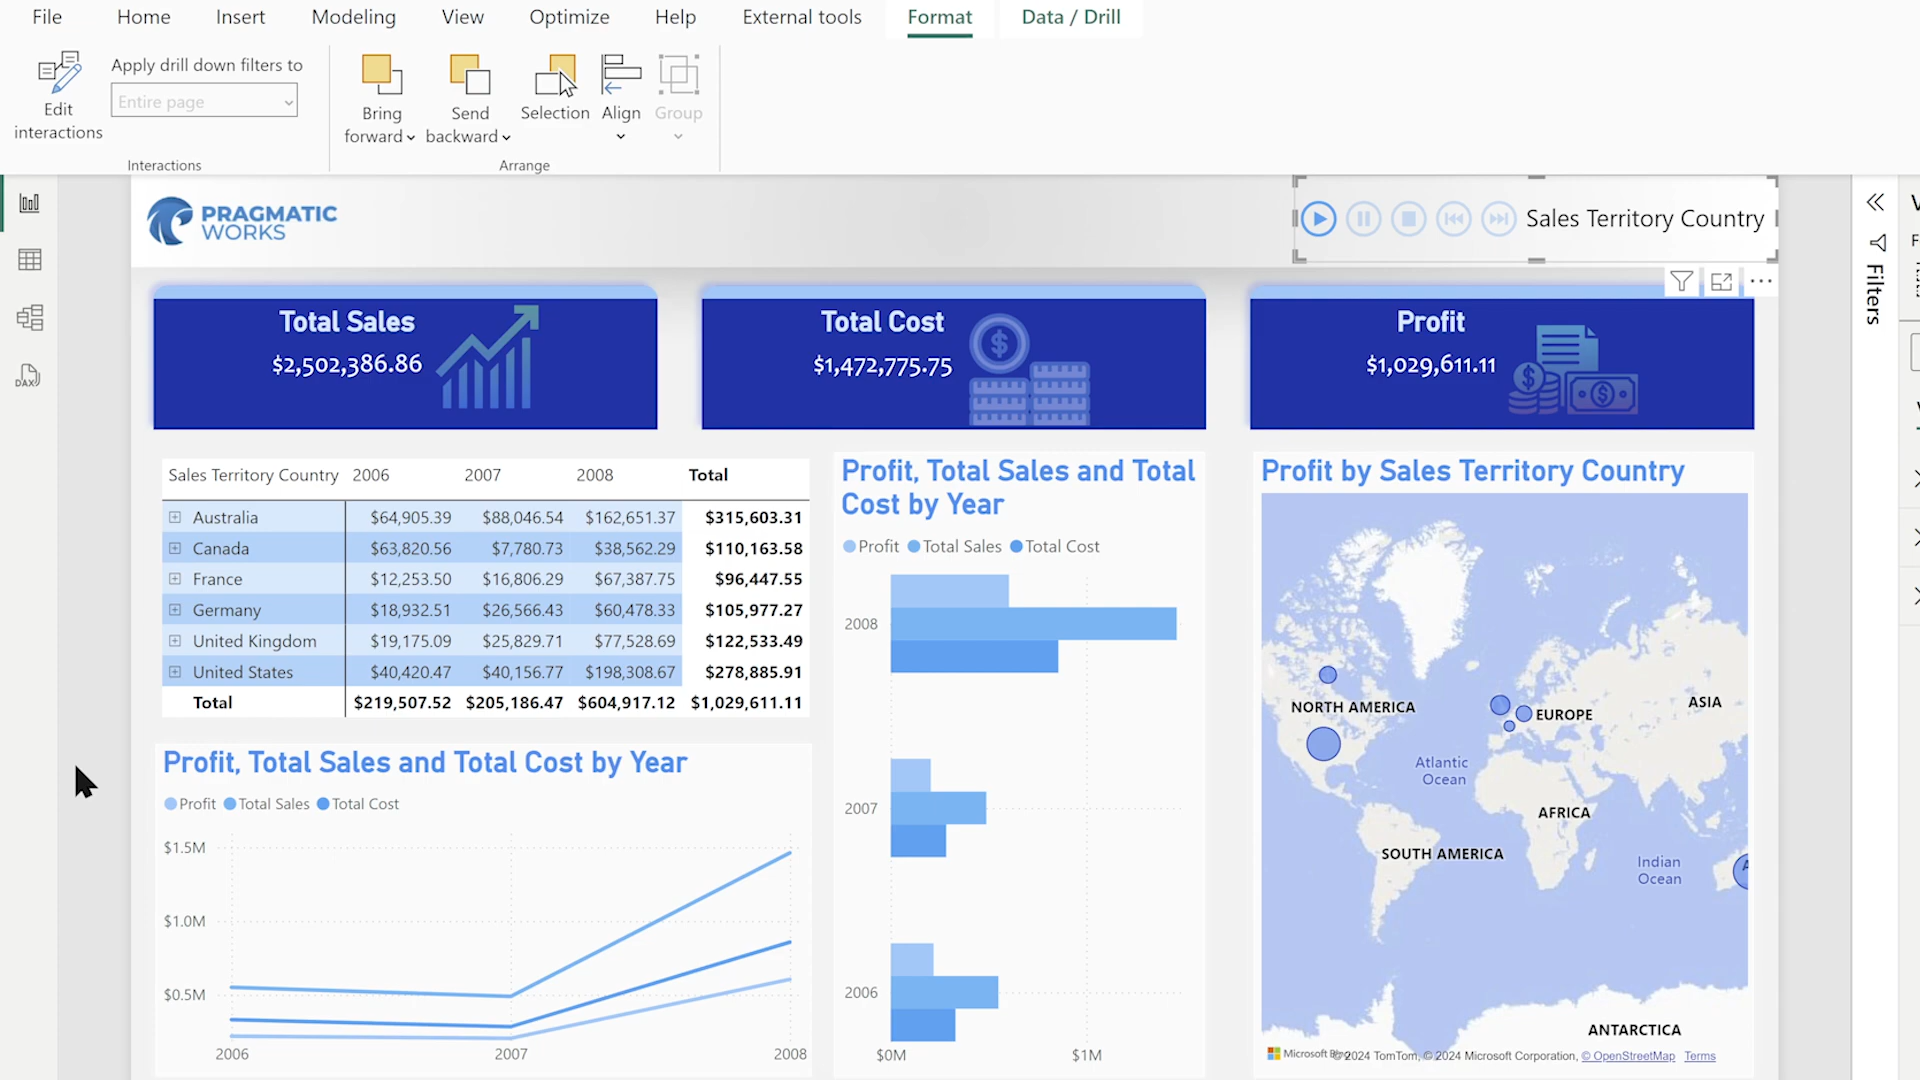 File Home Insert Modeling View Optimize Help External tools Format Data / Drill
Apply drill down filters to
Entire page
Edit
interactions
Interactions
Bring
forward
Send
backward
Selection
Align
Group
Arrange
PRAGMATIC
WORKS
Sales Territory Country
Filters
DAX
Total Sales
$2,502,386.86
Total Cost
$1,472,775.75
Profit
$1,029,611.11
Sales Territory Country 2006 2007 2008 Total
Australia $64,905.39 $88,046.54 $162,651.37 $315,603.31
Canada $63,820.56 $7,780.73 $38,562.29 $110,163.58
France $12,253.50 $16,806.29 $67,387.75 $96,447.55
Germany $18,932.51 $26,566.43 $60,478.33 $105,977.27
United Kingdom $19,175.09 $25,829.71 $77,528.69 $122,533.49
United States $40,420.47 $40,156.77 $198,308.67 $278,885.91
Total $219,507.52 $205,186.47 $604,917.12 $1,029,611.11
Profit, Total Sales and Total Cost by Year
Profit Total Sales Total Cost
$1.5M
$1.0M
$0.5M
2006 2007 2008
Profit, Total Sales and Total
Cost by Year
Profit Total Sales Total Cost
2008
2007
2006
$0M $1M
Profit by Sales Territory Country
NORTH AMERICA
EUROPE
ASIA
Atlantic
Ocean
AFRICA
SOUTH AMERICA
Indian
Ocean
ANTARCTICA
Microsoft © 2024 TomTom, © 2024 Microsoft Corporation, © OpenStreetMap Terms